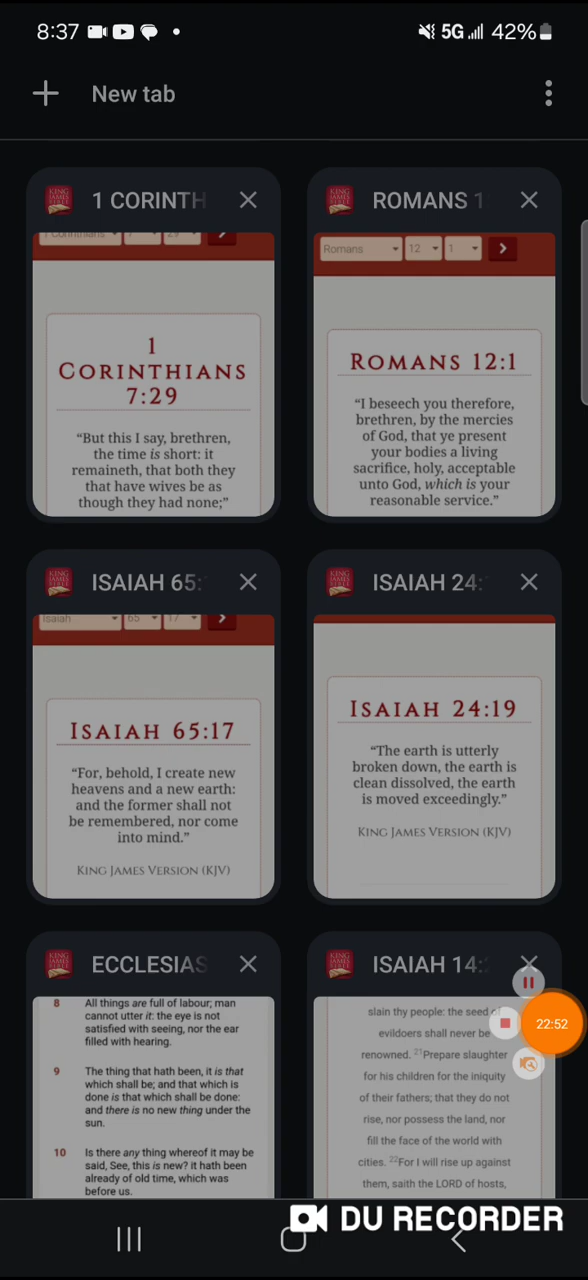 8:37
5G 42%
New tab
1 CORINTH
1 Corinthians 7 29
1
CORINTHIANS
7:29
“But this I say, brethren,
the time is short: it
remaineth, that both they
that have wives be as
though they had none;”
ROMANS 1
Romans 12 1
ROMANS 12:1
“I beseech you therefore,
brethren, by the mercies
of God, that ye present
your bodies a living
sacrifice, holy, acceptable
unto God, which is your
reasonable service.”
ISAIAH 65:
Isaiah 65 17
ISAIAH 65:17
“For, behold, I create new
heavens and a new earth:
and the former shall not
be remembered, nor come
into mind.”
KING JAMES VERSION (KJV)
ISAIAH 24:
ISAIAH 24:19
“The earth is utterly
broken down, the earth is
clean dissolved, the earth
is moved exceedingly.”
KING JAMES VERSION (KJV)
ECCLESIAS
8 All things are full of labour; man
cannot utter it: the eye is not
satisfied with seeing, nor the ear
filled with hearing.
9 The thing that hath been, it is that
which shall be; and that which is
done is that which shall be done:
and there is no new thing under the
sun.
10 Is there any thing whereof it may be
said, See, this is new? it hath been
already of old time, which was
before us.
ISAIAH 14:
slain thy people: the seed of
evildoers shall never be
renowned. 21Prepare slaughter
for his children for the iniquity
of their fathers; that they do not
rise, nor possess the land, nor
fill the face of the world with
cities. 22For I will rise up against
them, saith the LORD of hosts,
22:52
DU RECORDER